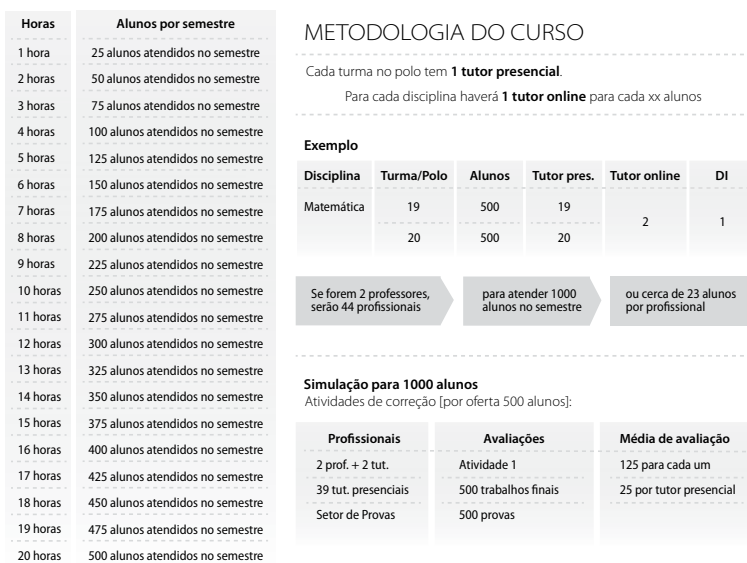 Horas Alunos por semestre
1 hora 25 alunos atendidos no semestre
2 horas 50 alunos atendidos no semestre
3 horas 75 alunos atendidos no semestre
4 horas 100 alunos atendidos no semestre
5 horas 125 alunos atendidos no semestre
6 horas 150 alunos atendidos no semestre
7 horas 175 alunos atendidos no semestre
8 horas 200 alunos atendidos no semestre
9 horas 225 alunos atendidos no semestre
10 horas 250 alunos atendidos no semestre
11 horas 275 alunos atendidos no semestre
12 horas 300 alunos atendidos no semestre
13 horas 325 alunos atendidos no semestre
14 horas 350 alunos atendidos no semestre
15 horas 375 alunos atendidos no semestre
16 horas 400 alunos atendidos no semestre
17 horas 425 alunos atendidos no semestre
18 horas 450 alunos atendidos no semestre
19 horas 475 alunos atendidos no semestre
20 horas 500 alunos atendidos no semestre
METODOLOGIA DO CURSO
Cada turma no polo tem 1 tutor presencial.
Para cada disciplina haverá 1 tutor online para cada xx alunos
Exemplo
Disciplina Turma/Polo Alunos Tutor pres. Tutor online DI
Matemática 19 500 19
2 1
20 500 20
Se forem 2 professores,
serão 44 profissionais
para atender 1000
alunos no semestre
ou cerca de 23 alunos
por profissional
Simulação para 1000 alunos
Atividades de correção [por oferta 500 alunos]:
Profissionais Avaliações Média de avaliação
2 prof. + 2 tut. Atividade 1 125 para cada um
39 tut. presenciais 500 trabalhos finais 25 por tutor presencial
Setor de Provas 500 provas